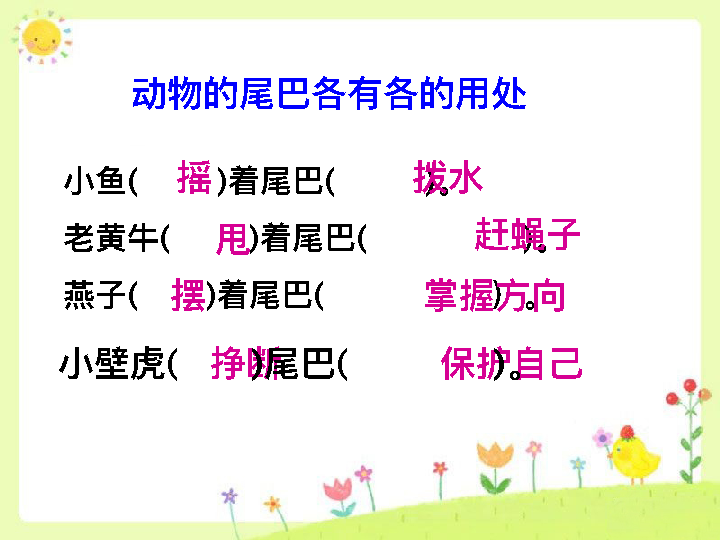 动物的尾巴各有各的用处
小鱼( 摇 )着尾巴( 拨水 )。
老黄牛( 甩 )着尾巴( 赶蝇子 )。
燕子( 摆 )着尾巴( 掌握方向 ) 。
小壁虎( 挣断 )尾巴( 保护自己 )。